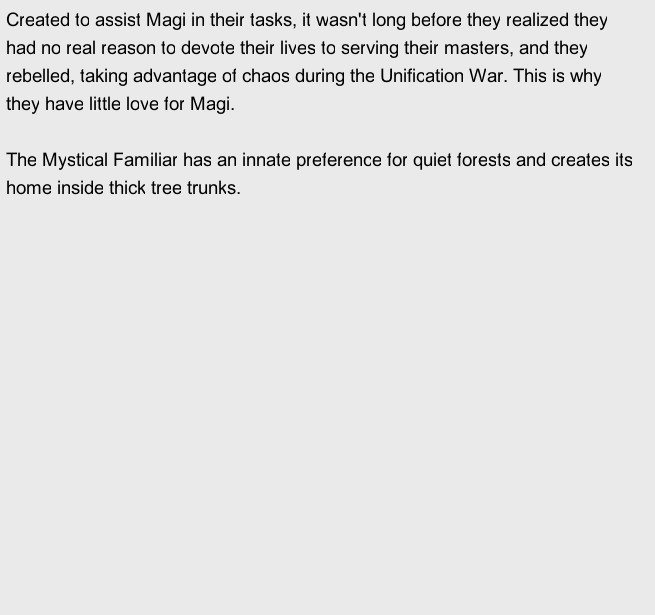 Created to assist Magi in their tasks, it wasn't long before they realized they
had no real reason to devote their lives to serving their masters, and they
rebelled, taking advantage of chaos during the Unification War. This is why
they have little love for Magi.
The Mystical Familiar has an innate preference for quiet forests and creates its
home inside thick tree trunks.